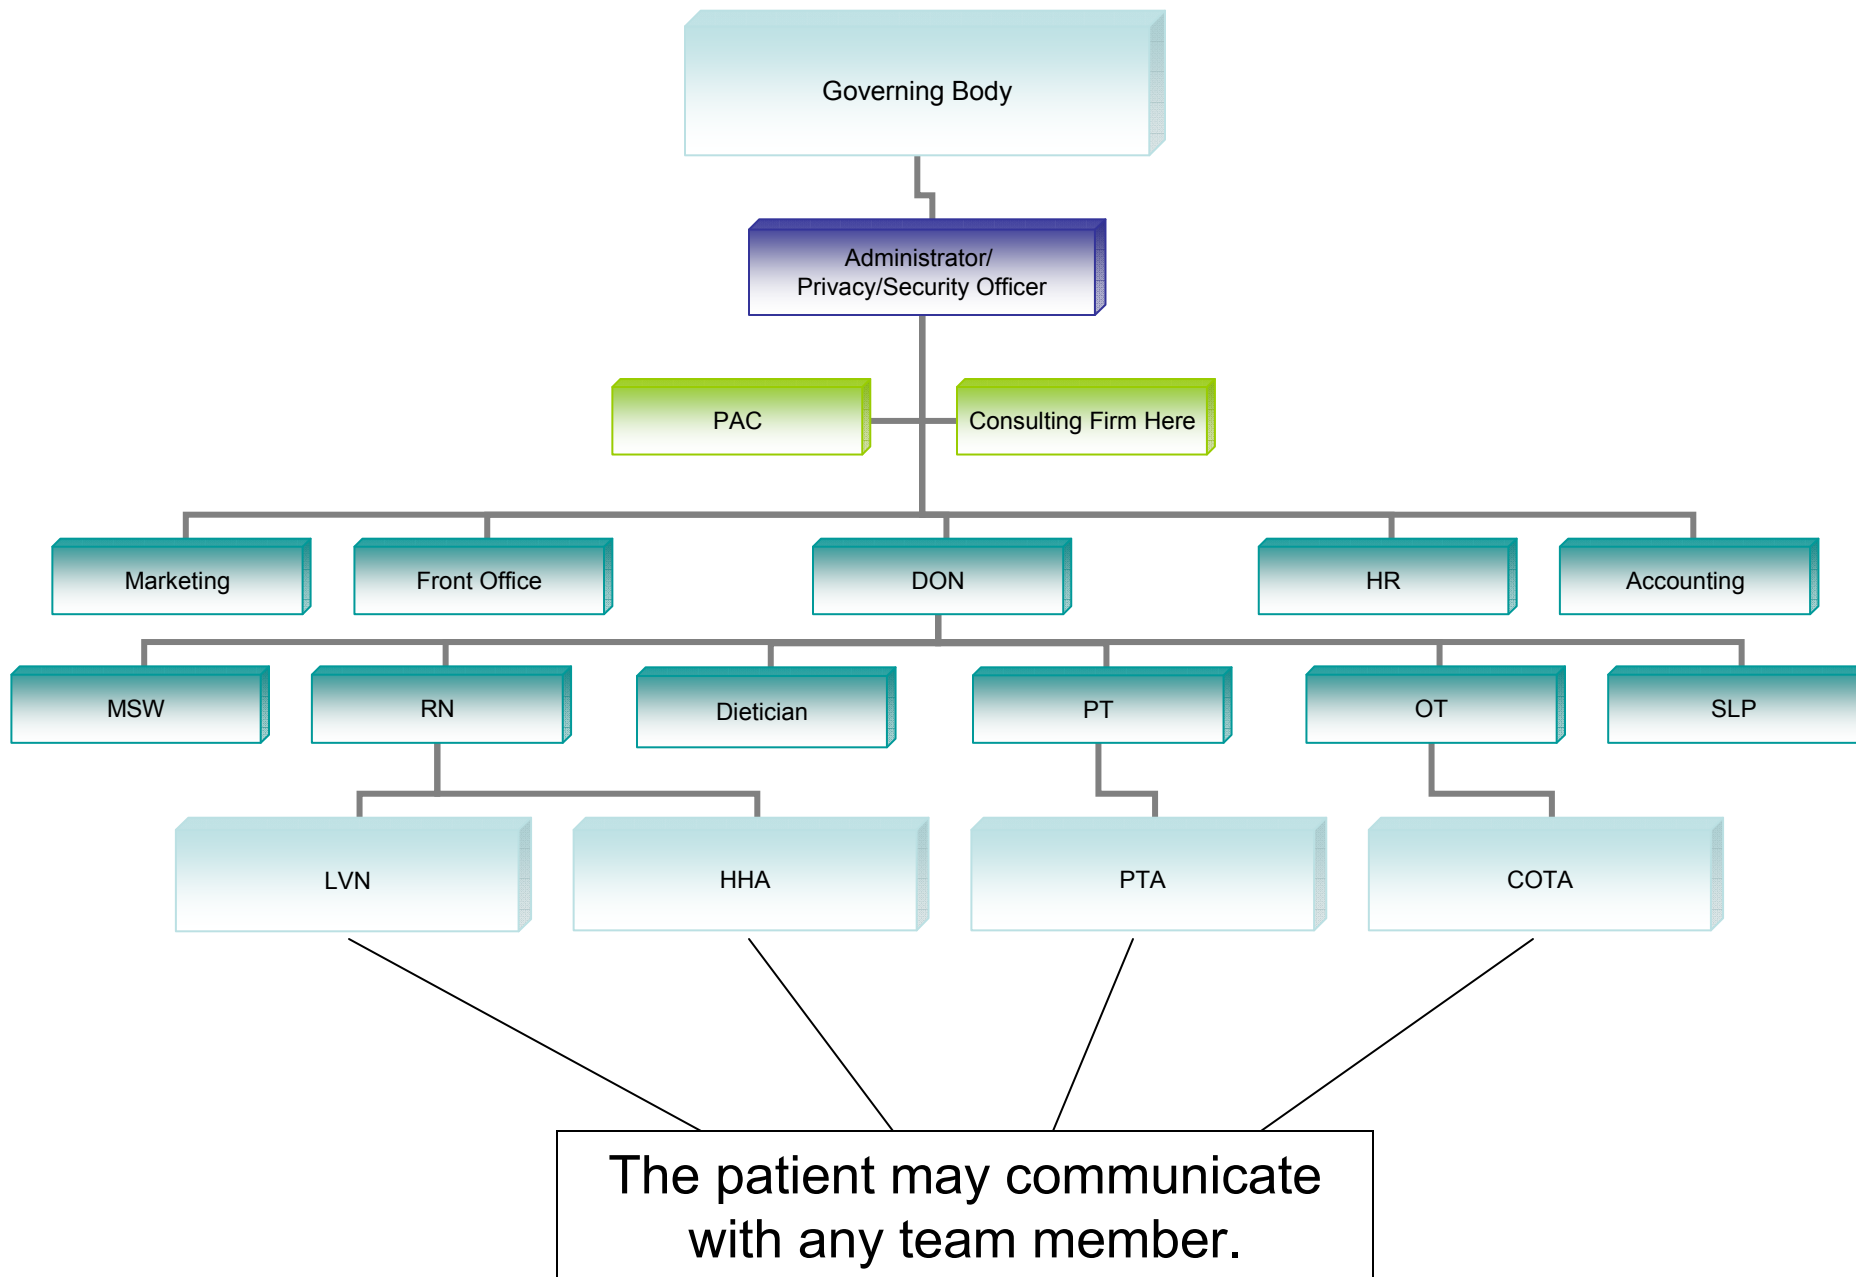 Governing Body
Administrator/
Privacy/Security Officer
PAC
Consulting Firm Here
Marketing
Front Office
DON
HR
Accounting
MSW
RN
Dietician
PT
OT
SLP
LVN
HHA
PTA
COTA
The patient may communicate
with any team member.